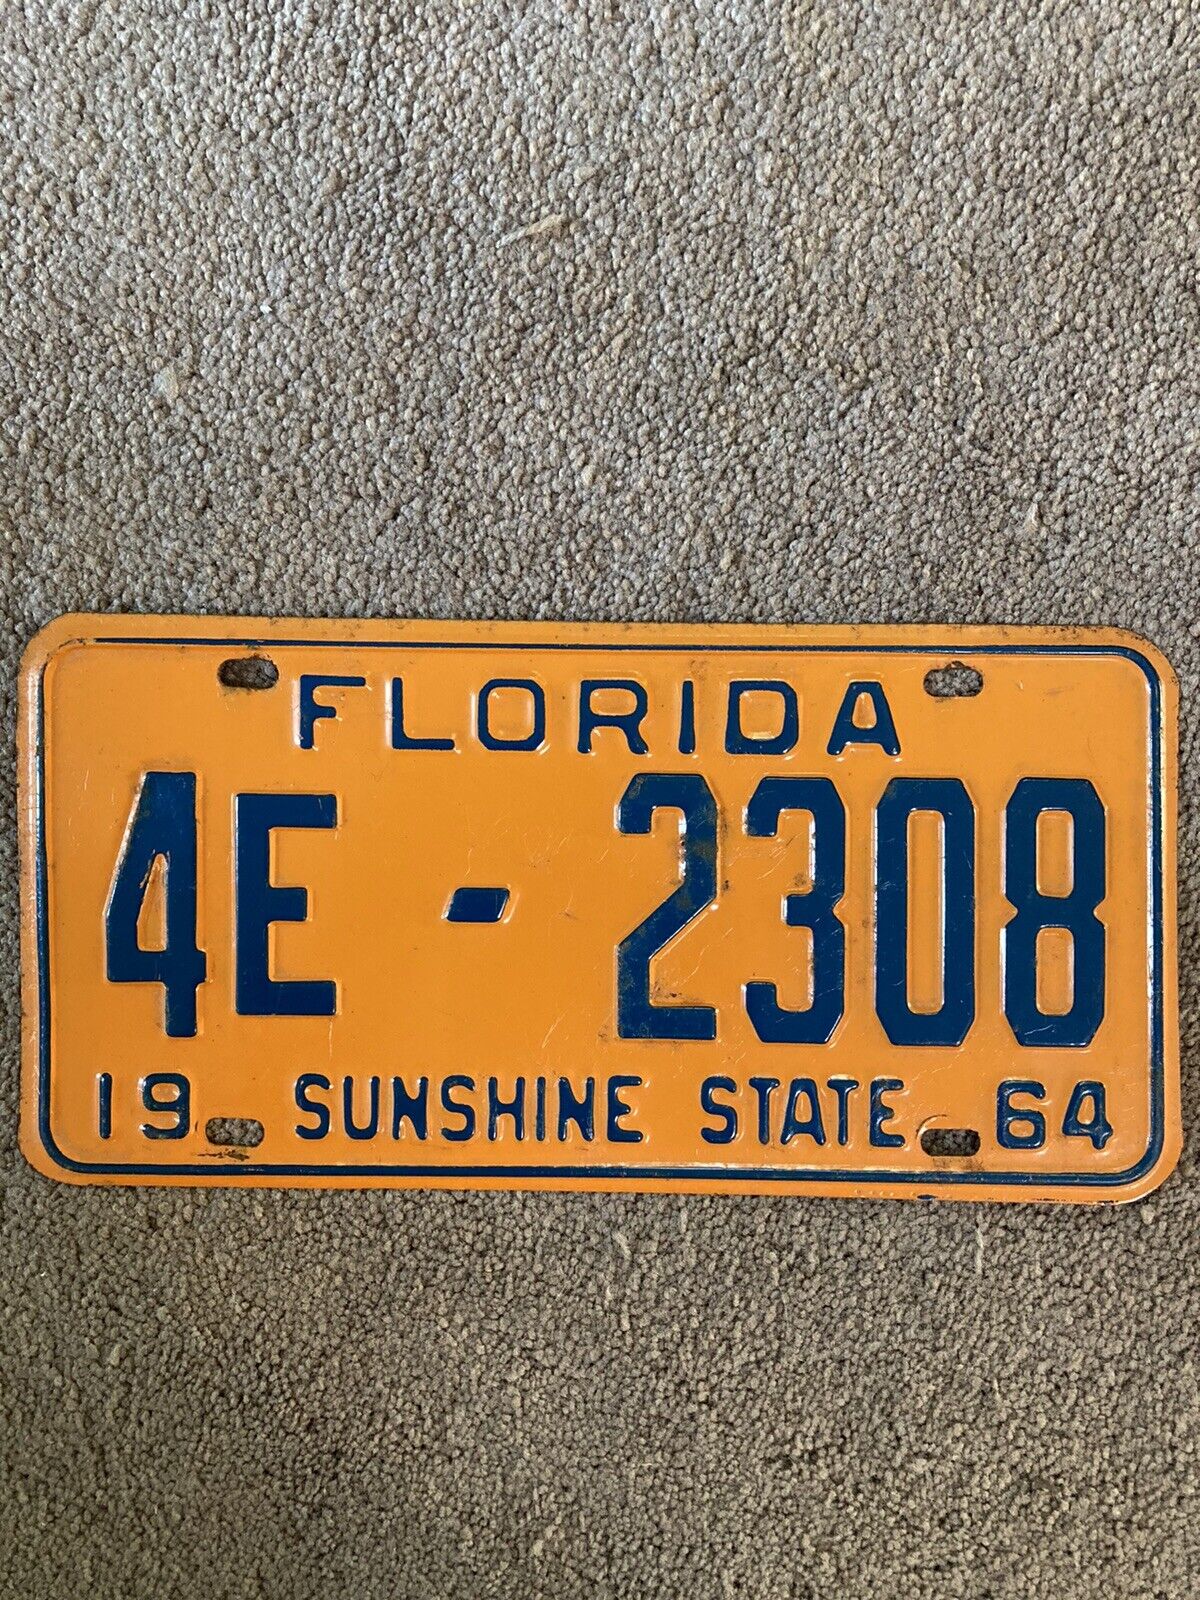 FLORIDA
4E - 2308
19 SUNSHINE STATE 64